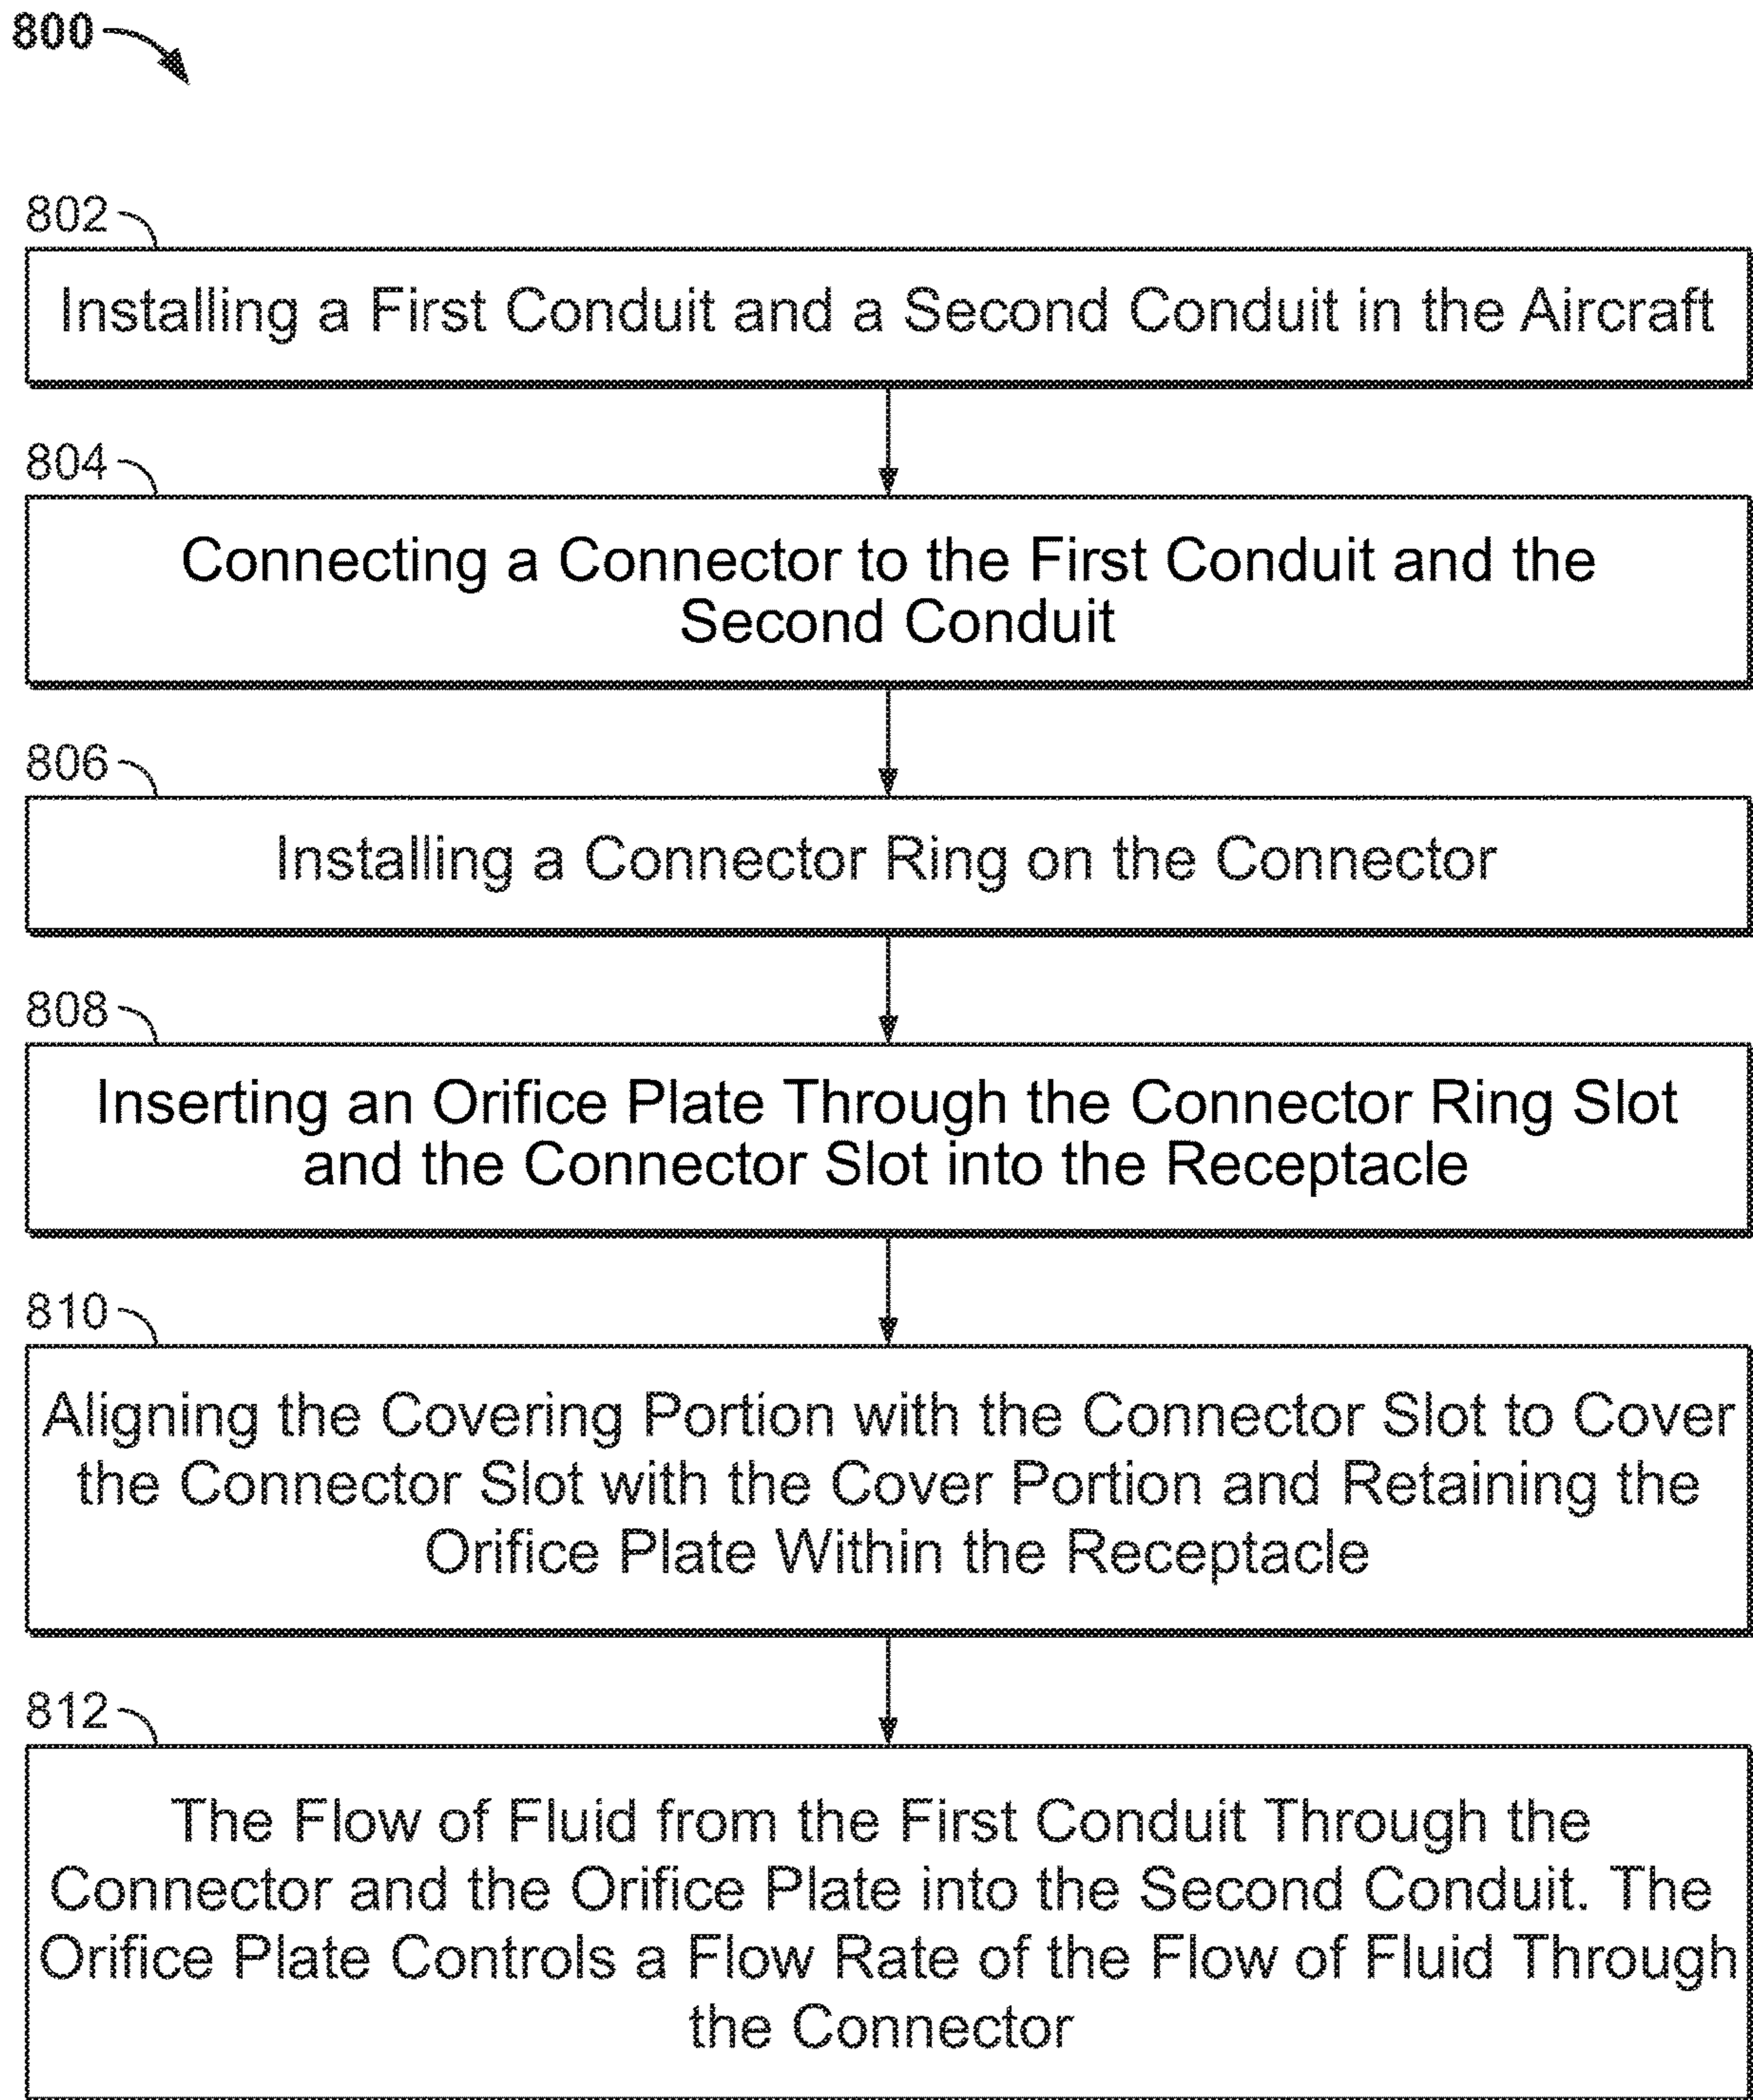 800
802
Installing a First Conduit and a Second Conduit in the Aircraft
804
Connecting a Connector to the First Conduit and the
Second Conduit
806
Installing a Connector Ring on the Connector
808
Inserting an Orifice Plate Through the Connector Ring Slot
and the Connector Slot into the Receptacle
810
Aligning the Covering Portion with the Connector Slot to Cover
the Connector Slot with the Cover Portion and Retaining the
Orifice Plate Within the Receptacle
812
The Flow of Fluid from the First Conduit Through the
Connector and the Orifice Plate into the Second Conduit. The
Orifice Plate Controls a Flow Rate of the Flow of Fluid Through
the Connector